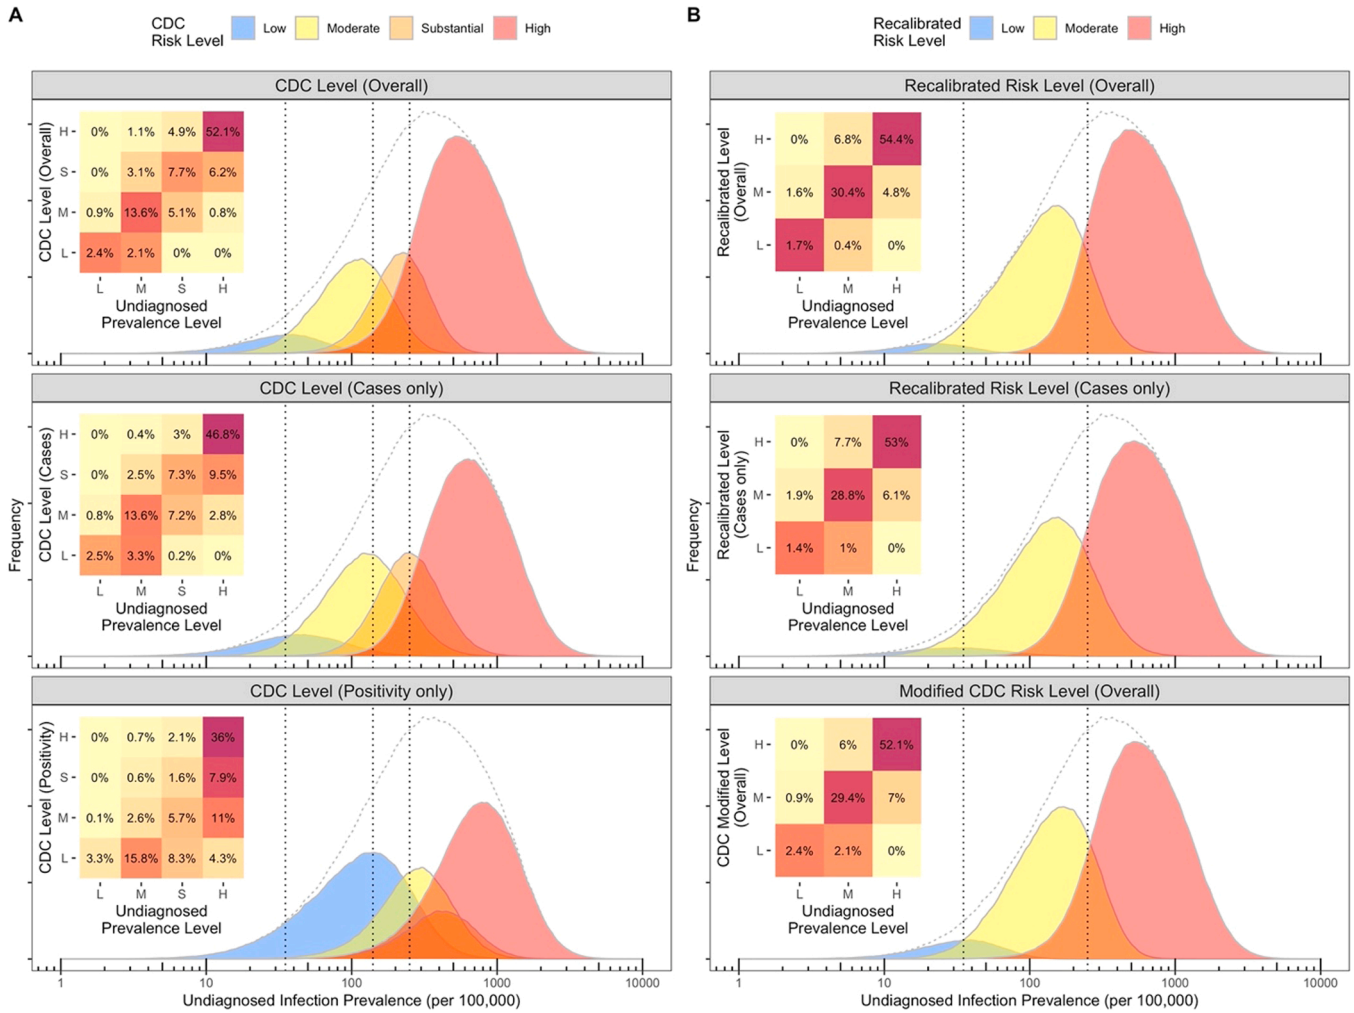 A
CDC
Risk Level
Low
Moderate
Substantial
High
CDC Level (Overall)
CDC Level (Overall)
H 0% 1.1% 4.9% 52.1%
S 0% 3.1% 7.7% 6.2%
M 0.9% 13.6% 5.1% 0.8%
L 2.4% 2.1% 0% 0%
L M S H
Undiagnosed
Prevalence Level
CDC Level (Cases only)
CDC Level (Cases)
H 0% 0.4% 3% 46.8%
S 0% 2.5% 7.3% 9.5%
M 0.8% 13.6% 7.2% 2.8%
L 2.5% 3.3% 0.2% 0%
L M S H
Undiagnosed
Prevalence Level
CDC Level (Positivity only)
CDC Level (Positivity)
H 0% 0.7% 2.1% 36%
S 0% 0.6% 1.6% 7.9%
M 0.1% 2.6% 5.7% 11%
L 3.3% 15.8% 8.3% 4.3%
L M S H
Undiagnosed
Prevalence Level
Frequency
1 10 100 1000 10000
Undiagnosed Infection Prevalence (per 100,000)
B
Recalibrated
Risk Level
Low
Moderate
High
Recalibrated Risk Level (Overall)
Recalibrated Level
(Overall)
H 0% 6.8% 54.4%
M 1.6% 30.4% 4.8%
L 1.7% 0.4% 0%
L M H
Undiagnosed
Prevalence Level
Recalibrated Risk Level (Cases only)
Recalibrated Level
(Cases only)
H 0% 7.7% 53%
M 1.9% 28.8% 6.1%
L 1.4% 1% 0%
L M H
Undiagnosed
Prevalence Level
Modified CDC Risk Level (Overall)
CDC Modified Level
(Overall)
H 0% 6% 52.1%
M 0.9% 29.4% 7%
L 2.4% 2.1% 0%
L M H
Undiagnosed
Prevalence Level
Frequency
1 10 100 1000 10000
Undiagnosed Infection Prevalence (per 100,000)